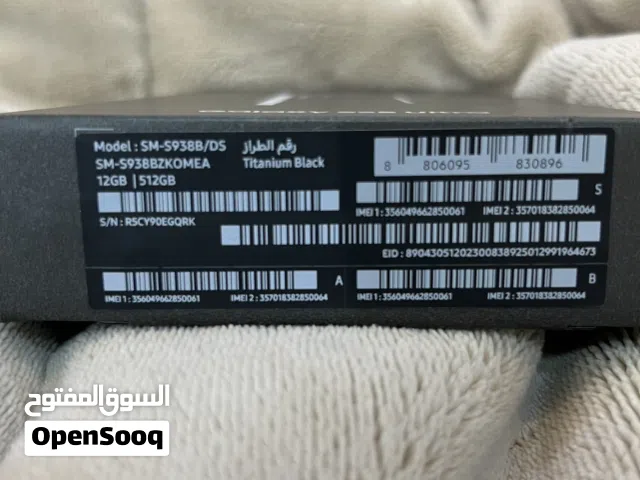 Model : SM-S938B/DS رقم الطراز
SM-S938BZKOMEA Titanium Black
12GB | 512GB
8 806095 830896
S
IMEI 1 : 356049662850061 IMEI 2 : 357018382850064
S/N : R5CY90EGQRK
EID : 89043051202300838925012991964673
A
IMEI 1 : 356049662850061 IMEI 2 : 357018382850064
B
IMEI 1 : 356049662850061 IMEI 2 : 357018382850064
السوق المفتوح
OpenSooq